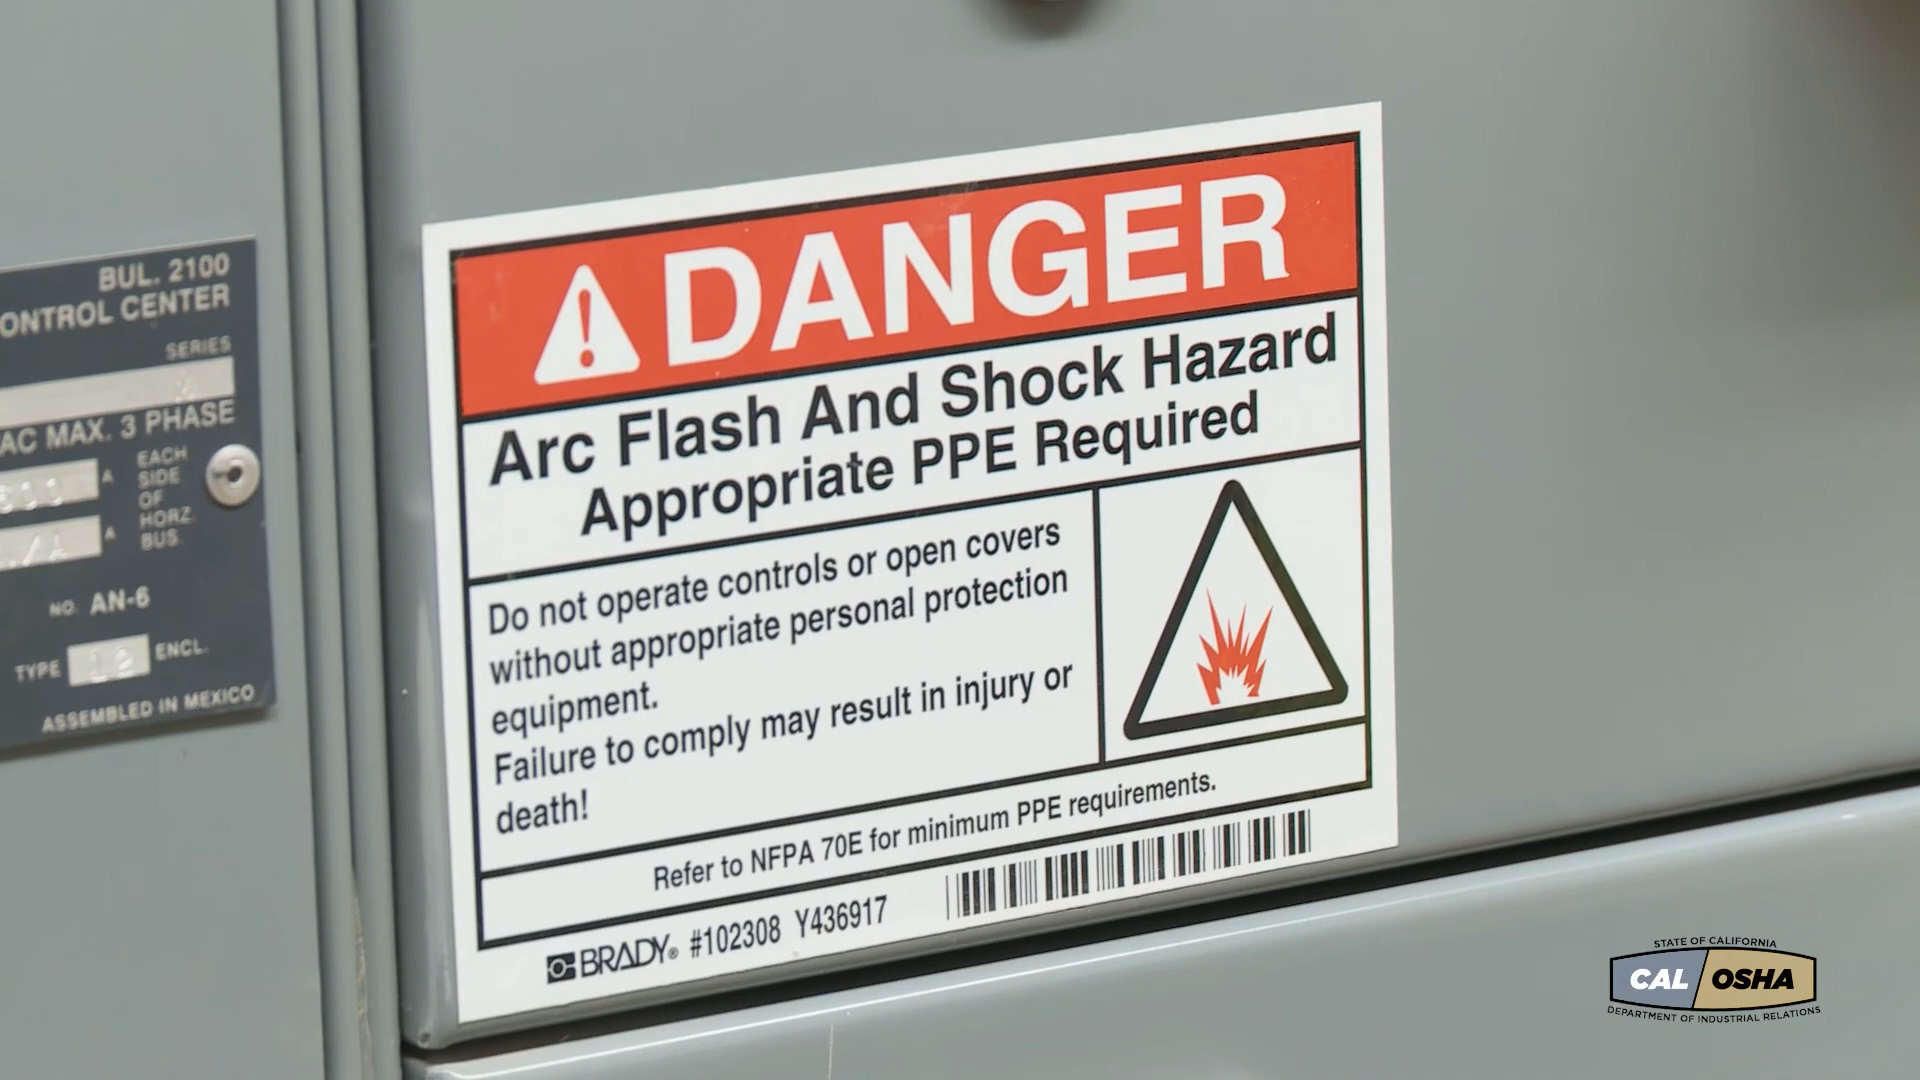 BUL. 2100
ONTROL CENTER
SERIES
AC MAX. 3 PHASE
A EACH
SIDE
OF
A HORZ.
BUS.
NO. AN-6
TYPE 12 ENCL.
ASSEMBLED IN MEXICO
DANGER
Arc Flash And Shock Hazard
Appropriate PPE Required
Do not operate controls or open covers
without appropriate personal protection
equipment.
Failure to comply may result in injury or
death!
Refer to NFPA 70E for minimum PPE requirements.
BRADY® #102308 Y436917
STATE OF CALIFORNIA
CAL OSHA
DEPARTMENT OF INDUSTRIAL RELATIONS